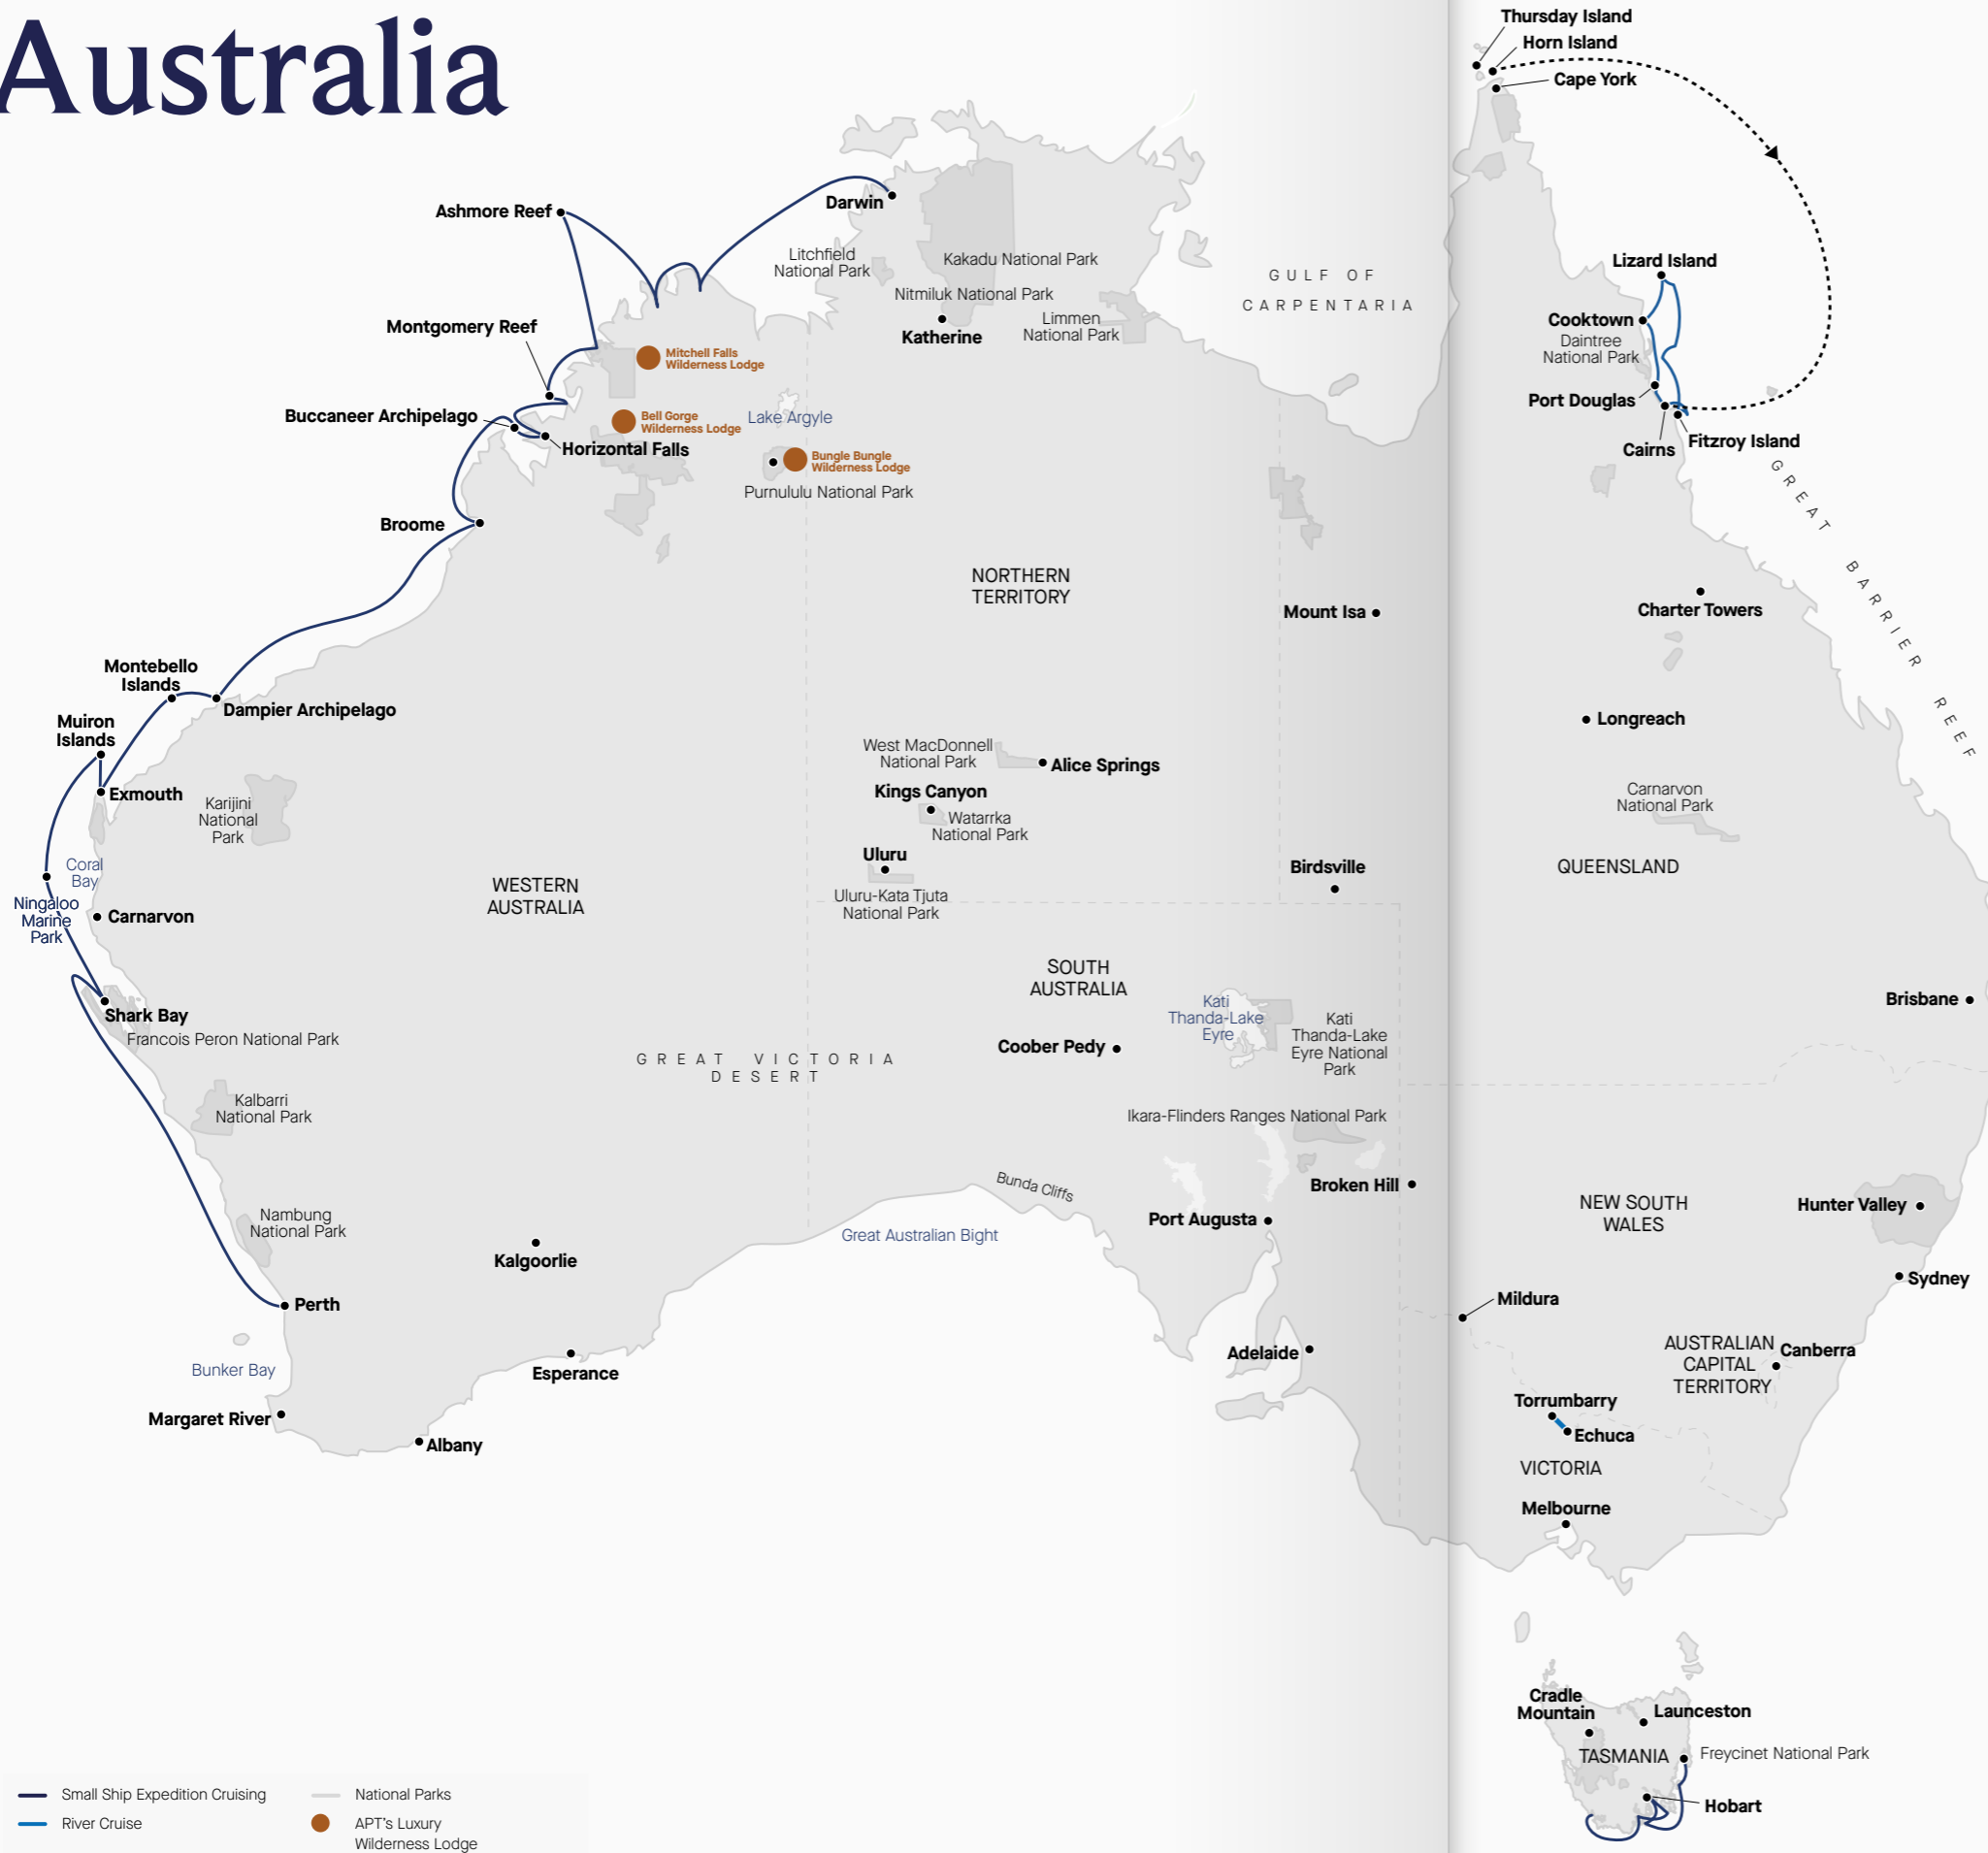 Australia
Thursday Island
Horn Island
Cape York
Ashmore Reef
Darwin
Litchfield
National Park
Kakadu National Park
Nitmiluk National Park
Katherine
Limmen
National Park
GULF OF
CARPENTARIA
Lizard Island
Cooktown
Daintree
National Park
Port Douglas
Cairns
Fitzroy Island
GREAT BARRIER REEF
Montgomery Reef
Mitchell Falls
Wilderness Lodge
Buccaneer Archipelago
Bell Gorge
Wilderness Lodge
Lake Argyle
Horizontal Falls
Bungle Bungle
Wilderness Lodge
Purnululu National Park
Broome
NORTHERN
TERRITORY
Mount Isa
Charter Towers
Montebello
Islands
Dampier Archipelago
Muiron
Islands
Exmouth
Karijini
National
Park
Longreach
West MacDonnell
National Park
Alice Springs
Kings Canyon
Watarrka
National Park
Uluru
Uluru-Kata Tjuta
National Park
Carnarvon
National Park
Birdsville
QUEENSLAND
Coral
Bay
Ningaloo
Marine
Park
Carnarvon
WESTERN
AUSTRALIA
SOUTH
AUSTRALIA
Kati
Thanda-Lake
Eyre
Kati
Thanda-Lake
Eyre National
Park
Brisbane
Shark Bay
Francois Peron National Park
Coober Pedy
GREAT VICTORIA
DESERT
Kalbarri
National Park
Ikara-Flinders Ranges National Park
Broken Hill
Bunda Cliffs
Port Augusta
NEW SOUTH
WALES
Hunter Valley
Nambung
National Park
Great Australian Bight
Kalgoorlie
Sydney
Perth
Mildura
Adelaide
AUSTRALIAN
CAPITAL
TERRITORY
Canberra
Bunker Bay
Esperance
Margaret River
Albany
Torrumbarry
Echuca
VICTORIA
Melbourne
Cradle
Mountain
Launceston
TASMANIA
Freycinet National Park
Hobart
Small Ship Expedition Cruising
River Cruise
National Parks
APT's Luxury
Wilderness Lodge